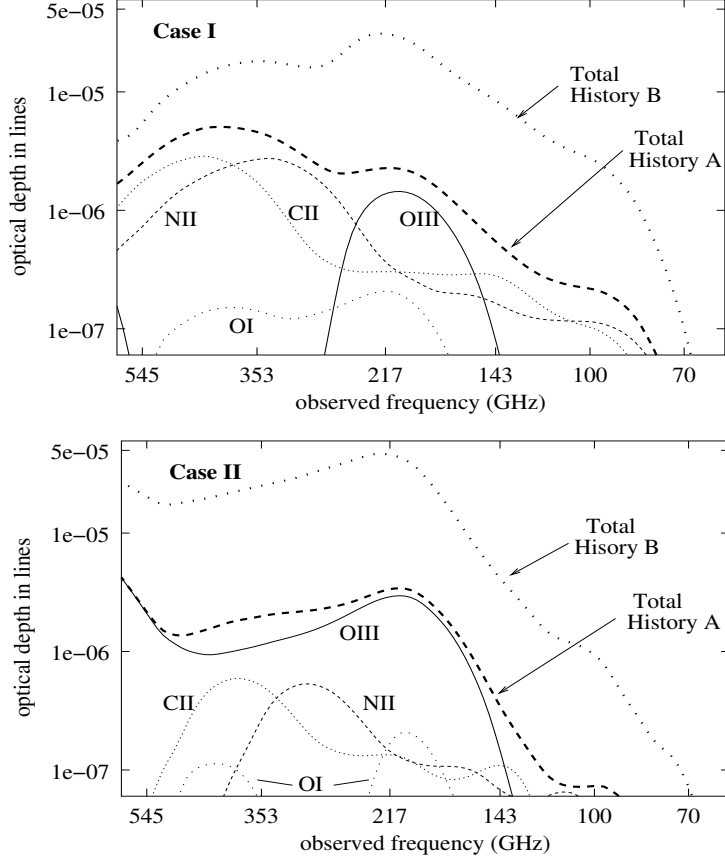 5e−05
Case I
Total
History B
1e−05
Total
History A
optical depth in lines
1e−06
NII
CII
OIII
OI
1e−07
545 353 217 143 100 70
observed frequency (GHz)
5e−05
Case II
1e−05
Total
Hisory B
optical depth in lines
Total
History A
OIII
1e−06
CII
NII
OI
1e−07
545 353 217 143 100 70
observed frequency (GHz)